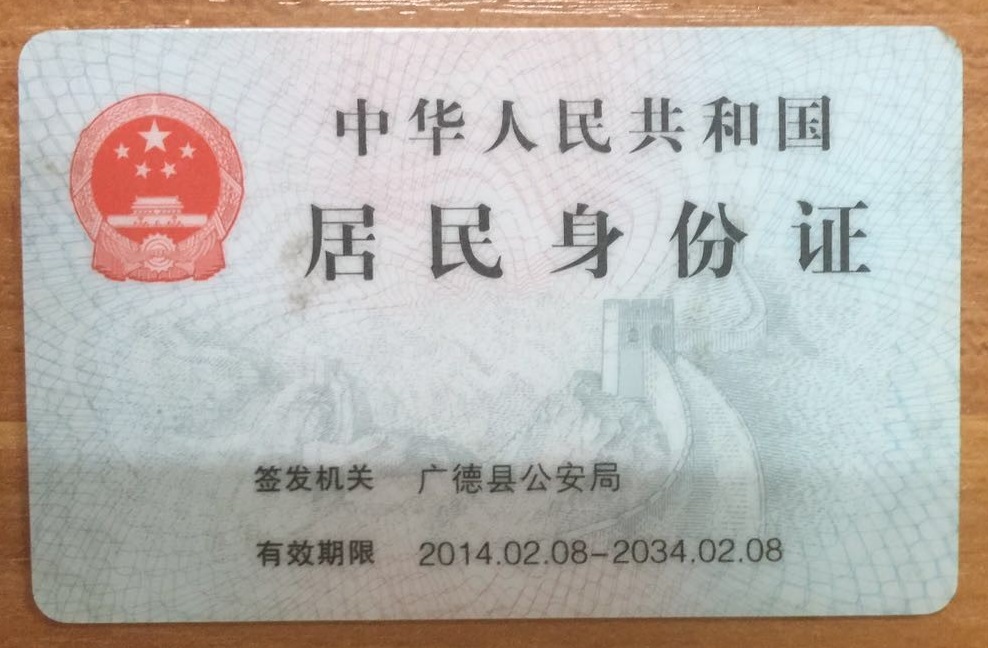 中华人民共和国
居民身份证
签发机关 广德县公安局
有效期限 2014.02.08-2034.02.08